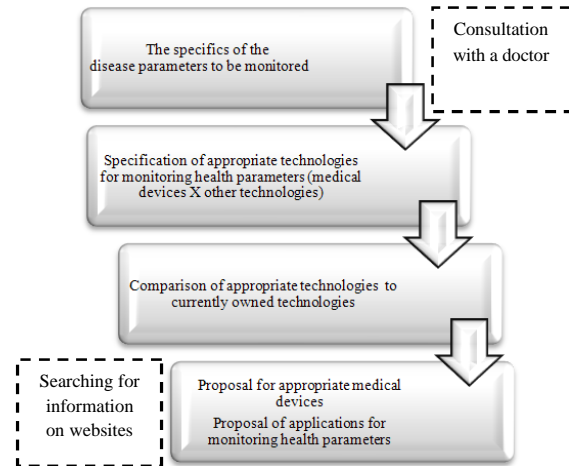 The specifics of the
disease parameters to be monitored
Consultation
with a doctor
Specification of appropriate technologies
for monitoring health parameters (medical
devices X other technologies)
Comparison of appropriate technologies to
currently owned technologies
Searching for
information
on websites
Proposal for appropriate medical
devices
Proposal of applications for
monitoring health parameters